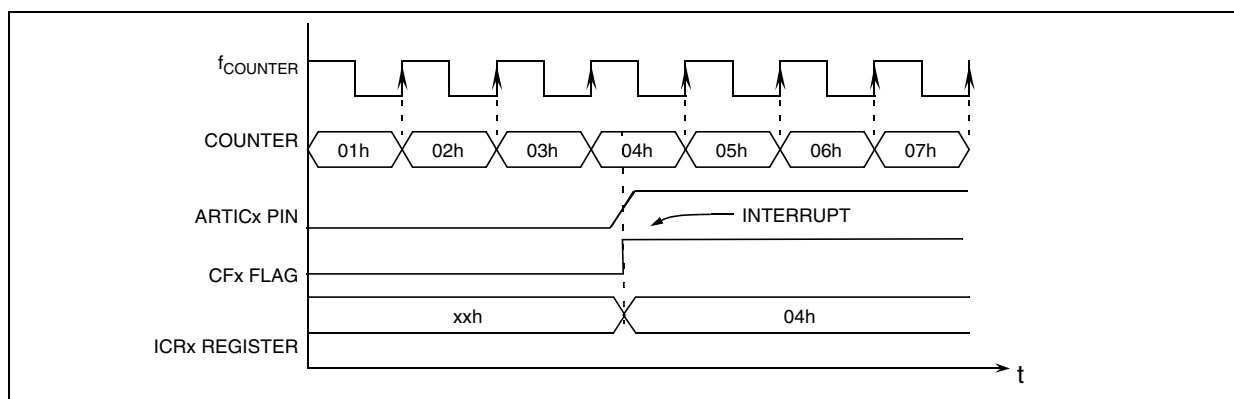 fCOUNTER
COUNTER
01h 02h 03h 04h 05h 06h 07h
ARTICx PIN
INTERRUPT
CFx FLAG
xxh 04h
ICRx REGISTER
t